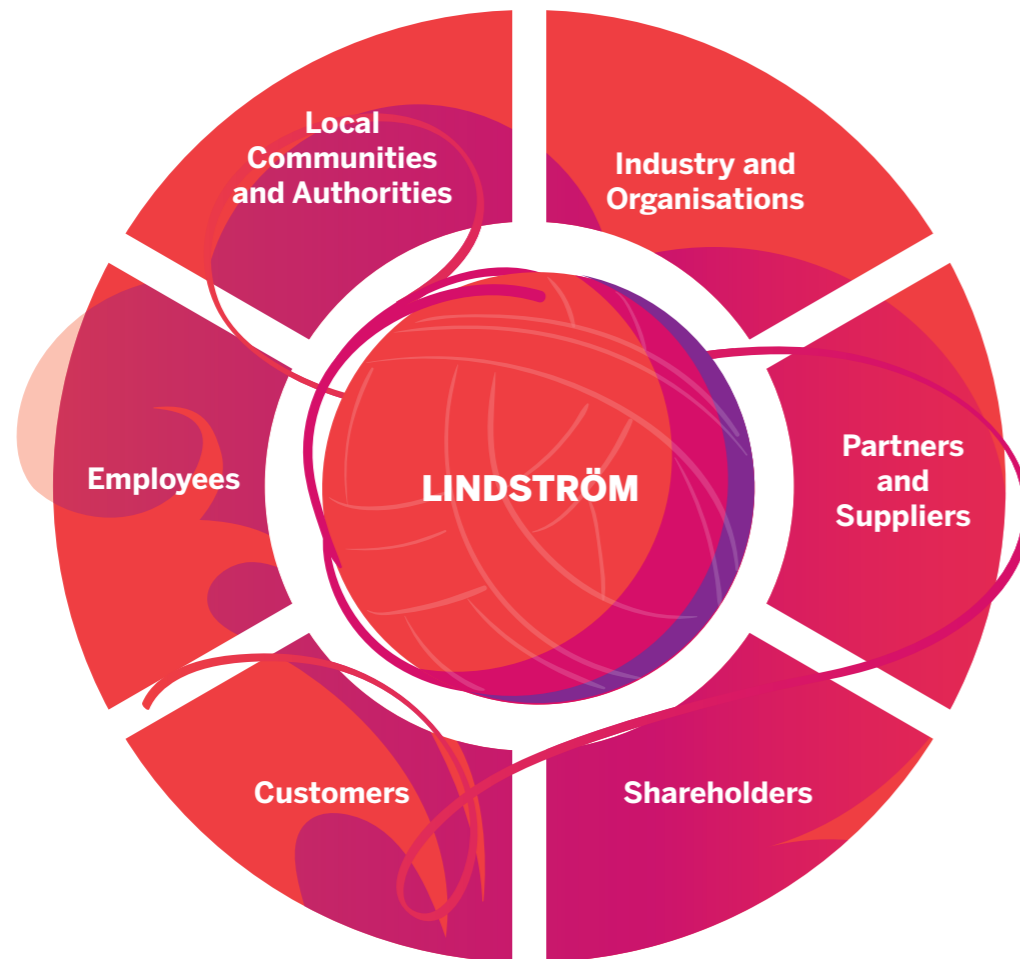 Local
Communities
and Authorities
Industry and
Organisations
Employees
LINDSTRÖM
Partners
and
Suppliers
Customers
Shareholders